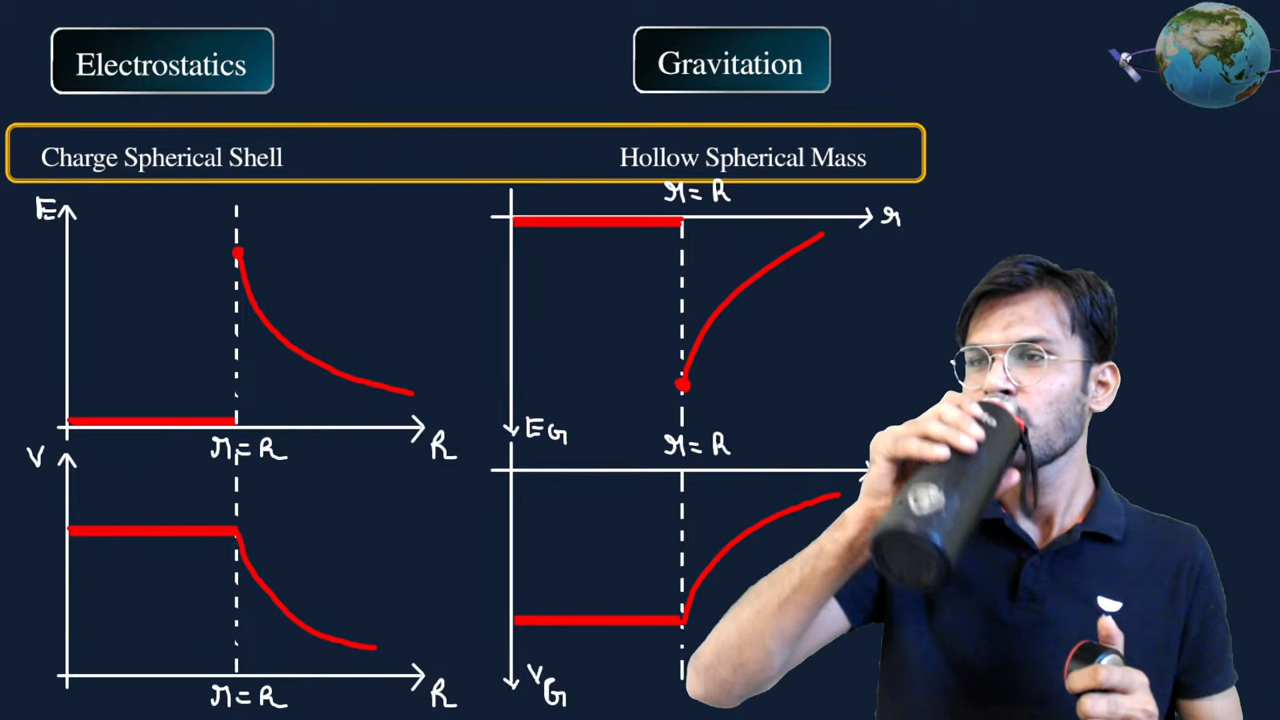 Electrostatics
Gravitation
Charge Spherical Shell
Hollow Spherical Mass
E
r = R
R
r = R
r
EG
V
r = R
R
r = R
VG